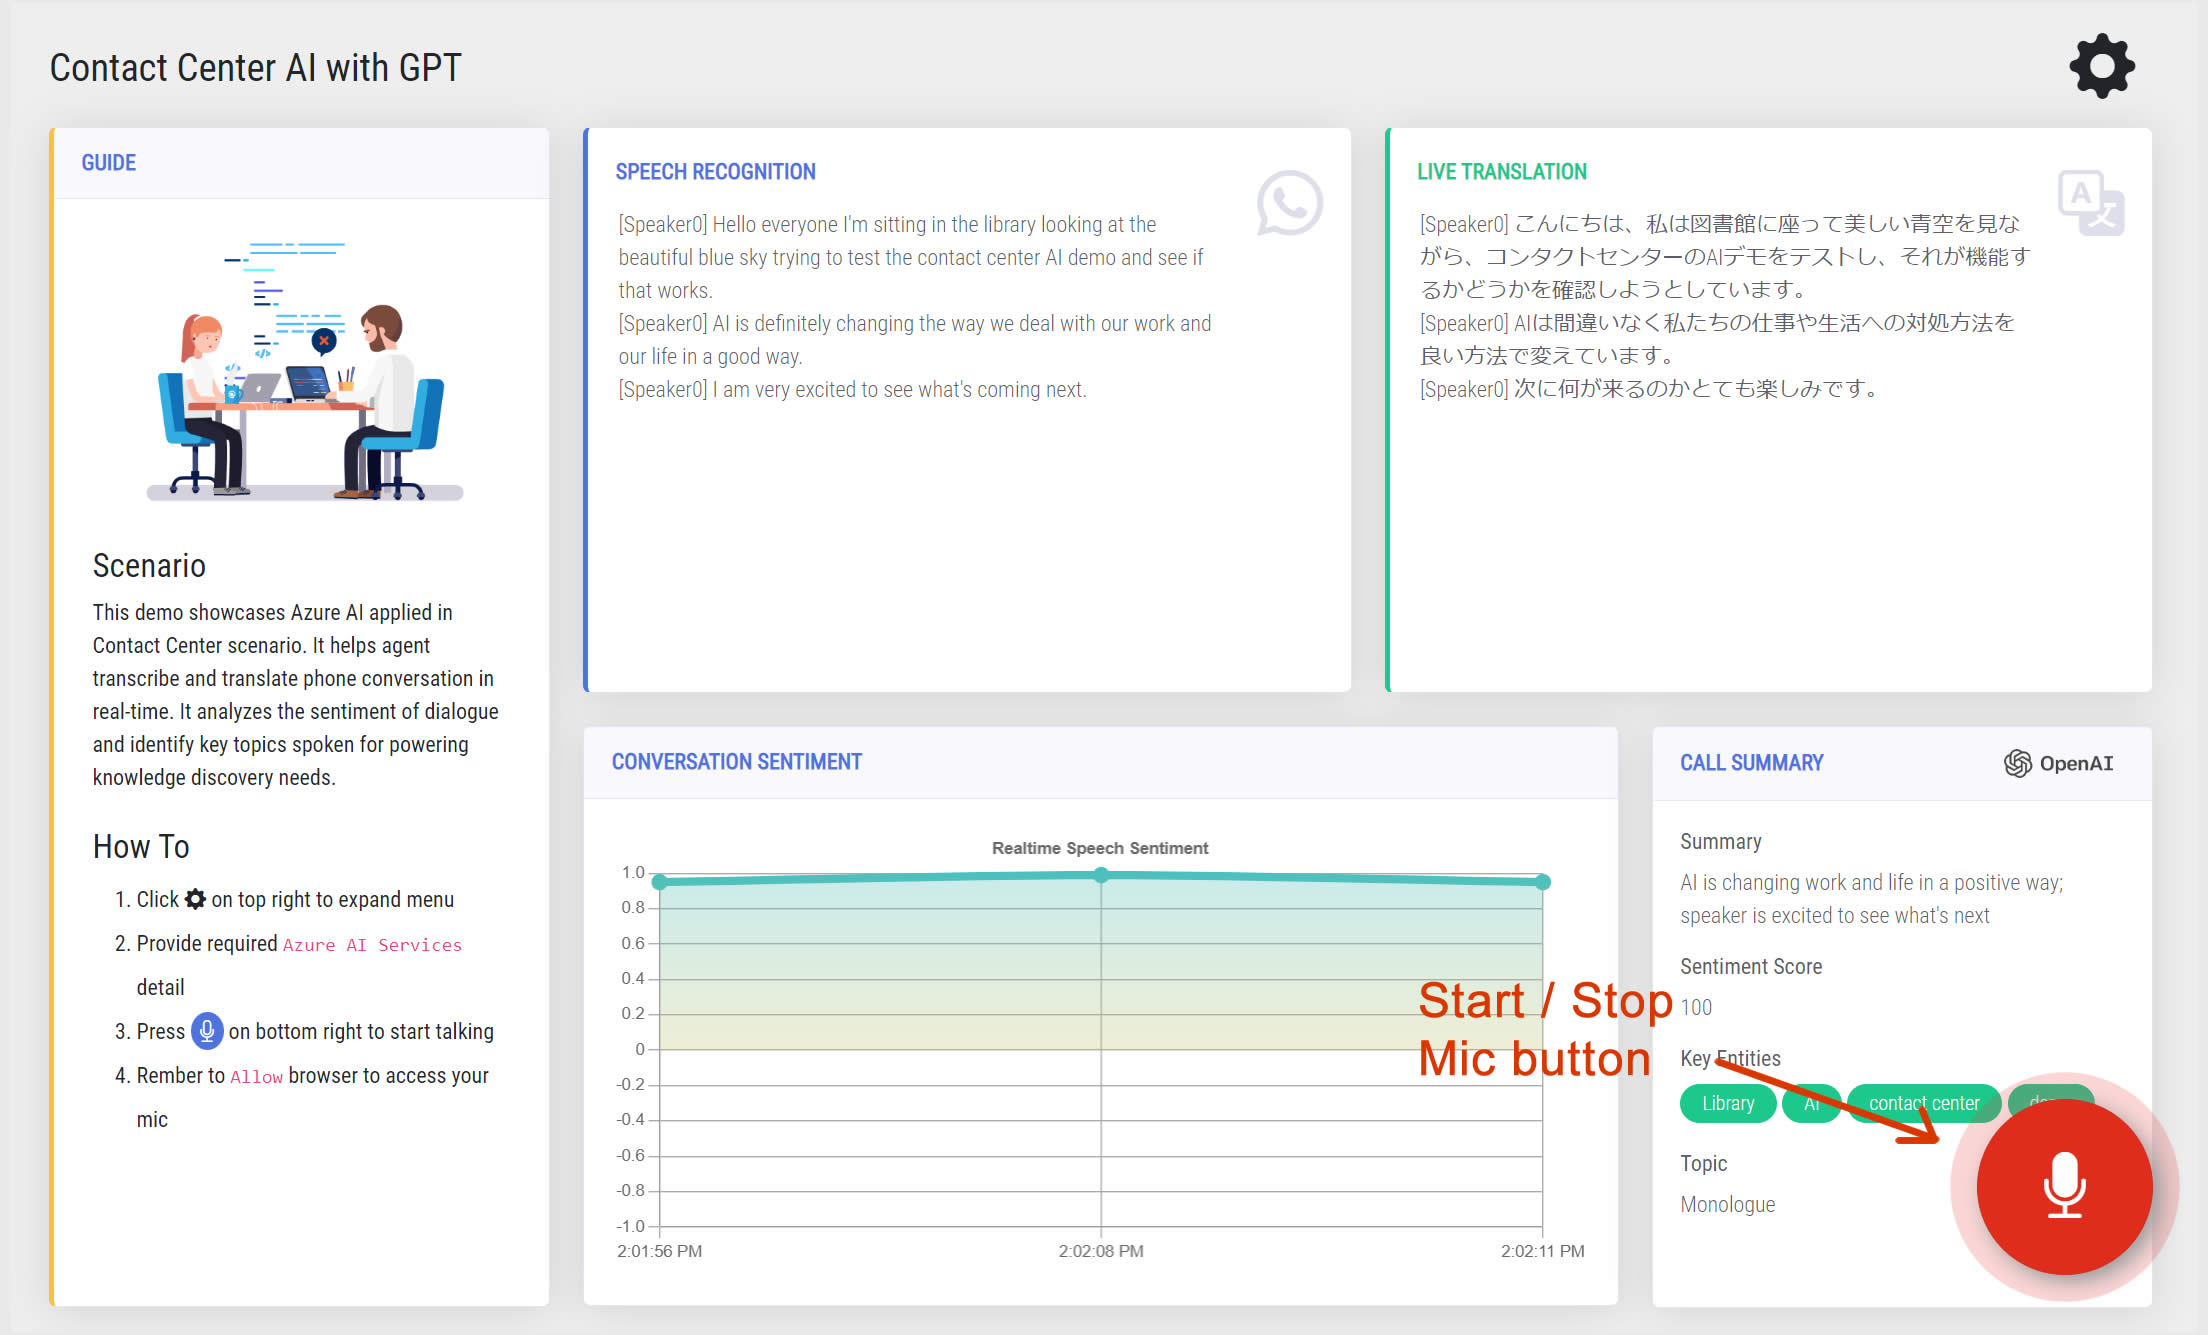 Contact Center AI with GPT
GUIDE
Scenario
This demo showcases Azure AI applied in
Contact Center scenario. It helps agent
transcribe and translate phone conversation in
real-time. It analyzes the sentiment of dialogue
and identify key topics spoken for powering
knowledge discovery needs.
How To
1. Click on top right to expand menu
2. Provide required Azure AI Services
detail
3. Press on bottom right to start talking
4. Rember to Allow browser to access your
mic
SPEECH RECOGNITION
[Speaker0] Hello everyone I'm sitting in the library looking at the
beautiful blue sky trying to test the contact center AI demo and see if
that works.
[Speaker0] AI is definitely changing the way we deal with our work and
our life in a good way.
[Speaker0] I am very excited to see what's coming next.
LIVE TRANSLATION
[Speaker0] こんにちは、私は図書館に座って美しい青空を見な
がら、コンタクトセンターのAIデモをテストし、それが機能す
るかどうかを確認しようとしています。
[Speaker0] AIは間違いなく私たちの仕事や生活への対処方法を
良い方法で変えています。
[Speaker0] 次に何が来るのかとても楽しみです。
A 文
CONVERSATION SENTIMENT
Realtime Speech Sentiment
1.0
0.8
0.6
0.4
0.2
0
-0.2
-0.4
-0.6
-0.8
-1.0
2:01:56 PM 2:02:08 PM 2:02:11 PM
Start / Stop
Mic button
CALL SUMMARY
OpenAI
Summary
AI is changing work and life in a positive way;
speaker is excited to see what's next
Sentiment Score
100
Key Entities
Library AI contact center
Topic
Monologue